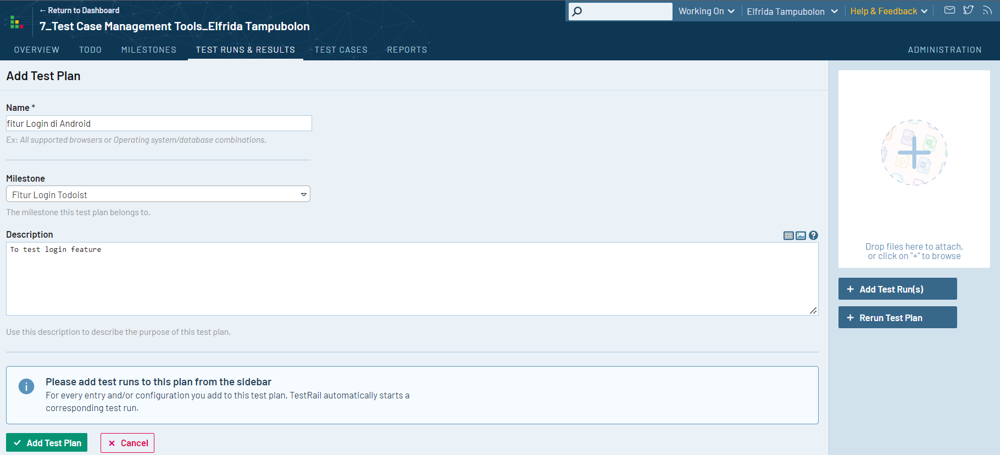 ← Return to Dashboard
7_Test Case Management Tools_Elfrida Tampubolon
Working On
Elfrida Tampubolon
Help & Feedback
OVERVIEW
TODO
MILESTONES
TEST RUNS & RESULTS
TEST CASES
REPORTS
ADMINISTRATION
Add Test Plan
Name *
fitur Login di Android
Ex: All supported browsers or Operating system/database combinations.
Milestone
Fitur Login Todoist
The milestone this test plan belongs to.
Description
To test login feature
Use this description to describe the purpose of this test plan.
Please add test runs to this plan from the sidebar
For every entry and/or configuration you add to this test plan, TestRail automatically starts a
corresponding test run.
Add Test Plan
Cancel
Drop files here to attach,
or click on "+" to browse
+ Add Test Run(s)
+ Rerun Test Plan